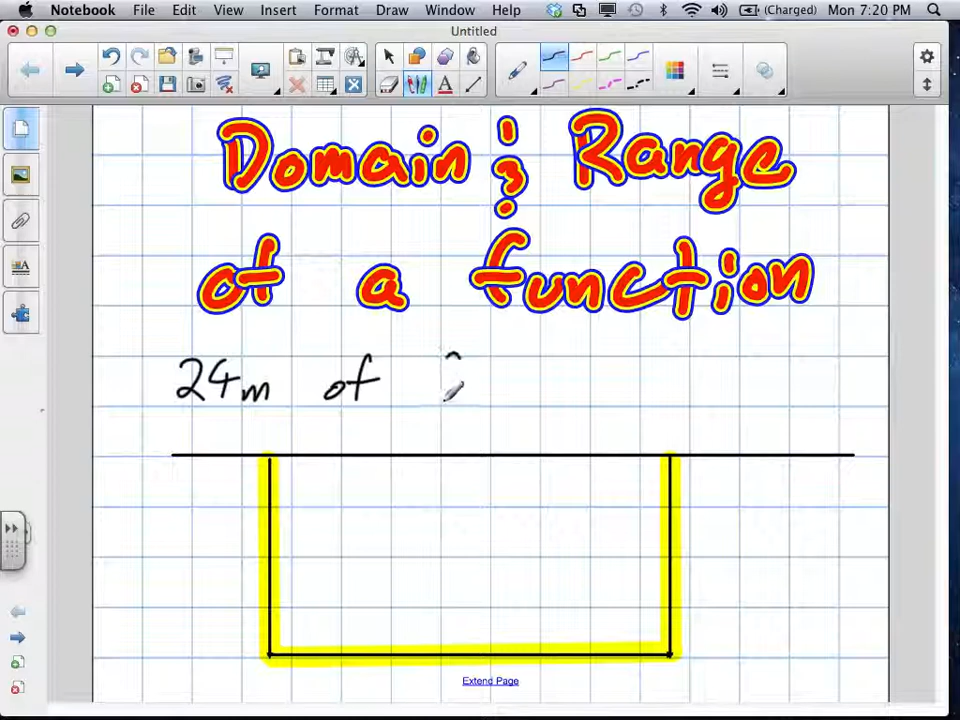 Notebook File Edit View Insert Format Draw Window Help (Charged) Mon 7:20 PM
Untitled
Domain & Range
of a function
24m of
Extend Page